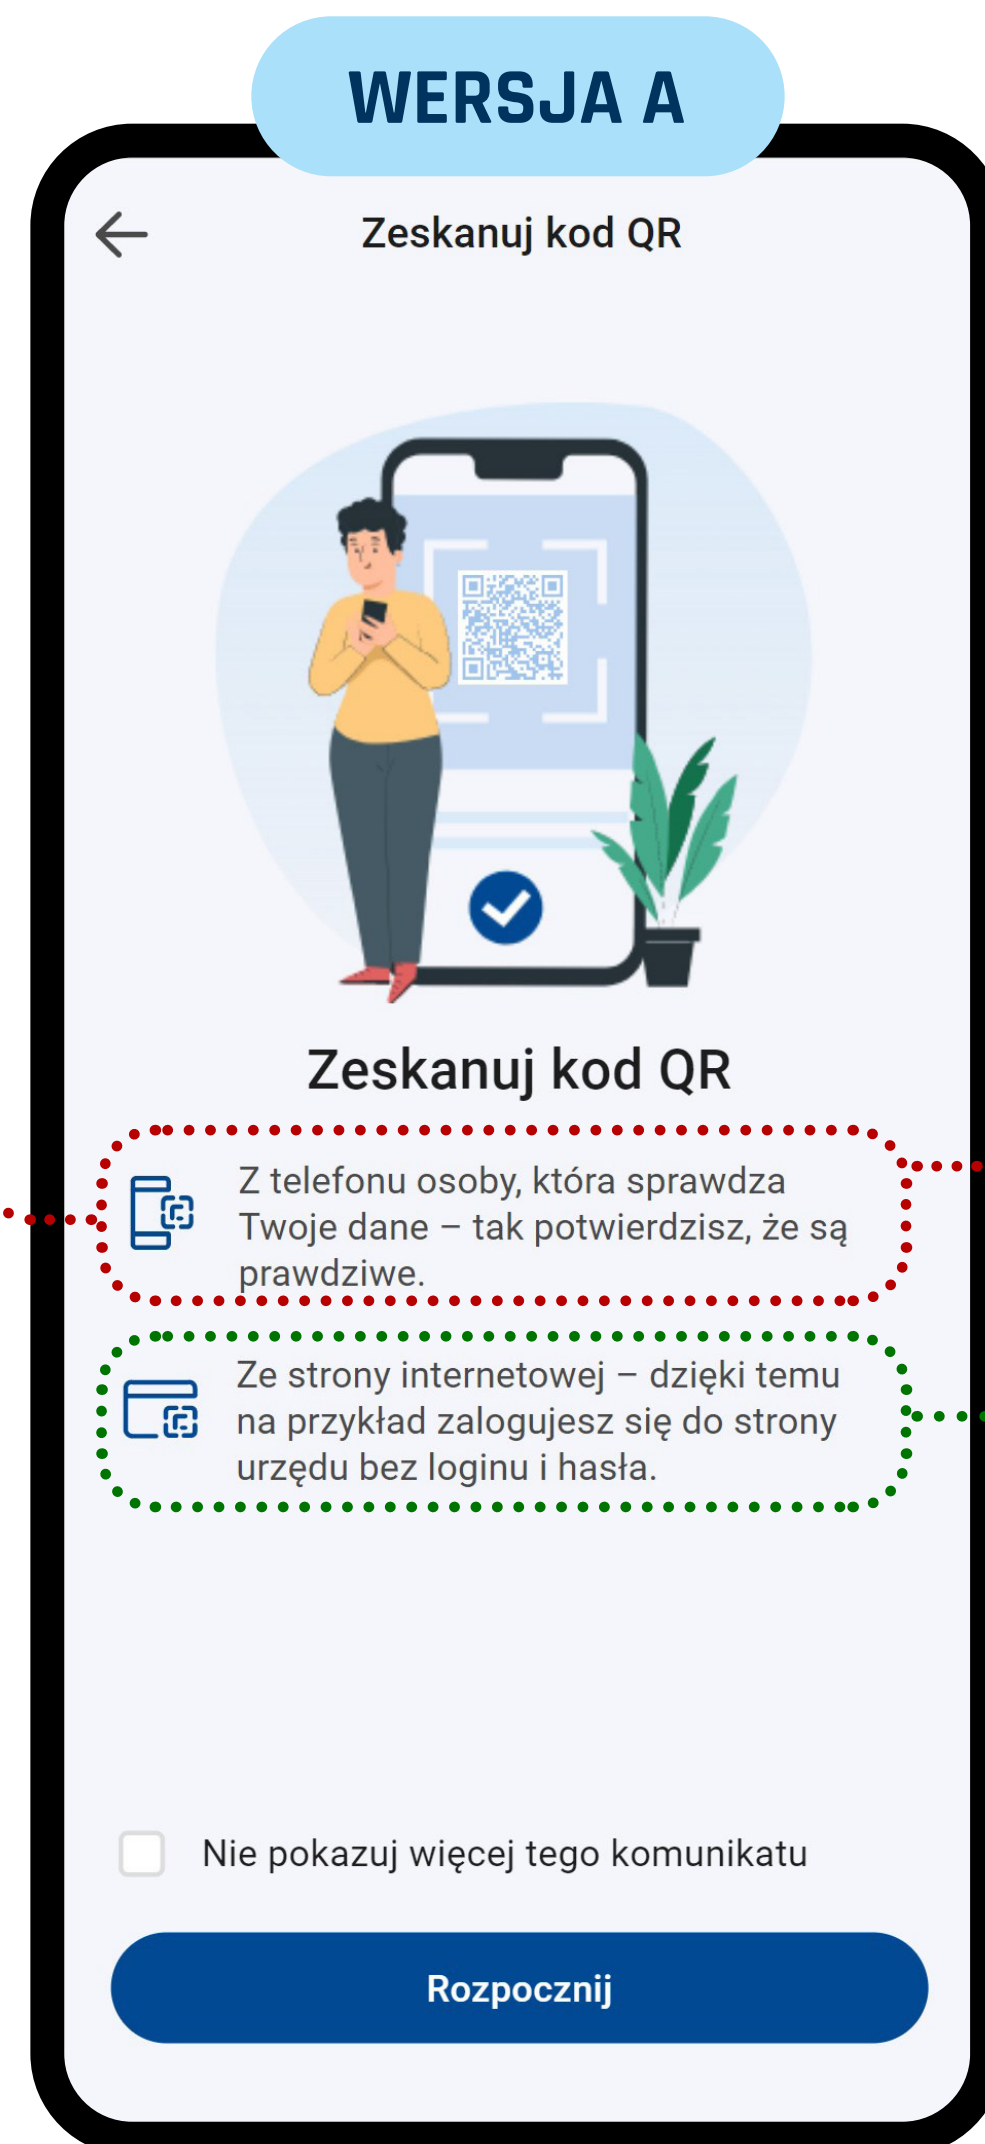 WERSJA A
Zeskanuj kod QR
Zeskanuj kod QR
Z telefonu osoby, która sprawdza
Twoje dane – tak potwierdzisz, że są
prawdziwe.
Ze strony internetowej – dzięki temu
na przykład zalogujesz się do strony
urzędu bez loginu i hasła.
Nie pokazuj więcej tego komunikatu
Rozpocznij